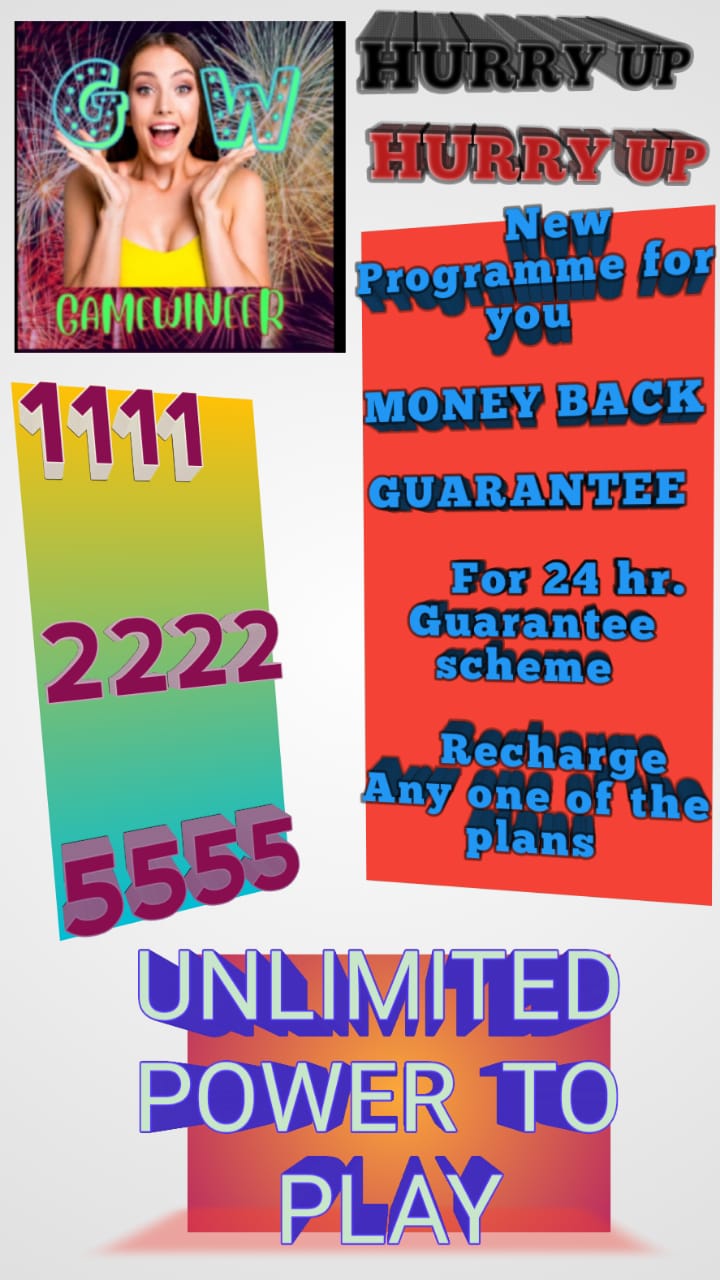 G W
GAMEWINEER
HURRY UP
HURRY UP
New
Programme for
you
MONEY BACK
GUARANTEE
For 24 hr.
Guarantee
scheme
Recharge
Any one of the
plans
1111
2222
5555
UNLIMITED
POWER TO
PLAY